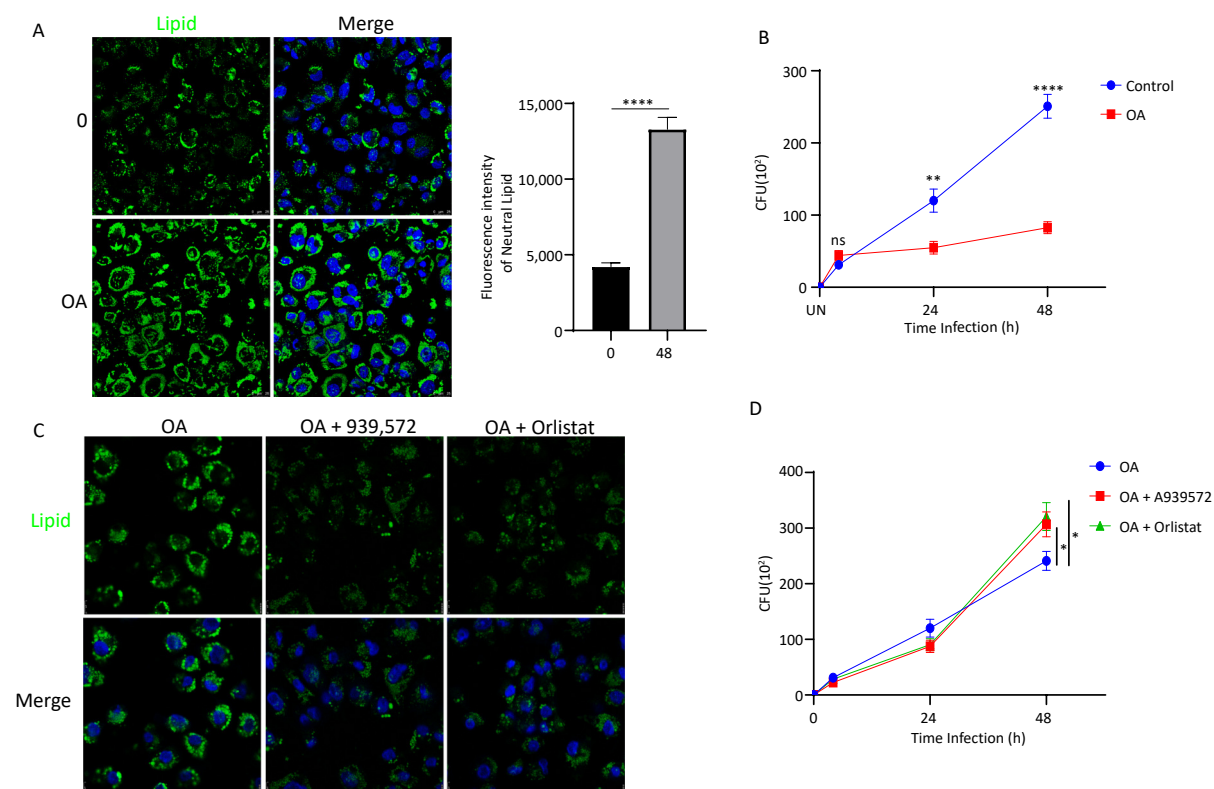 A
Lipid
Merge
0
OA
Fluorescence intensity
of Neutral Lipid
15,000
10,000
5,000
0
****
0
48
B
CFU(10²)
300
200
100
0
ns
**
****
UN
24
48
Time Infection (h)
Control
OA
C
OA
OA + 939,572
OA + Orlistat
Lipid
Merge
D
CFU(10²)
400
300
200
100
0
0
24
48
Time Infection (h)
*
*
OA
OA + A939572
OA + Orlistat